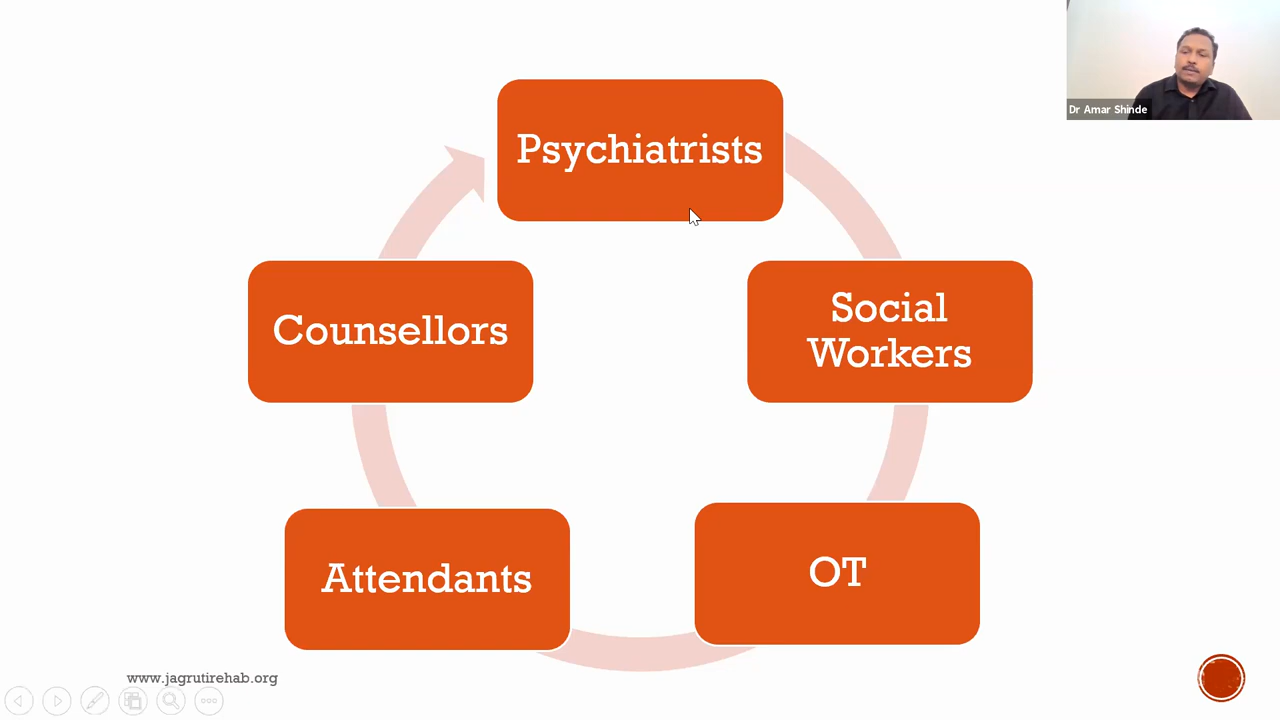 Dr Amar Shinde
Psychiatrists
Social
Workers
OT
Attendants
Counsellors
www.jagrutirehab.org